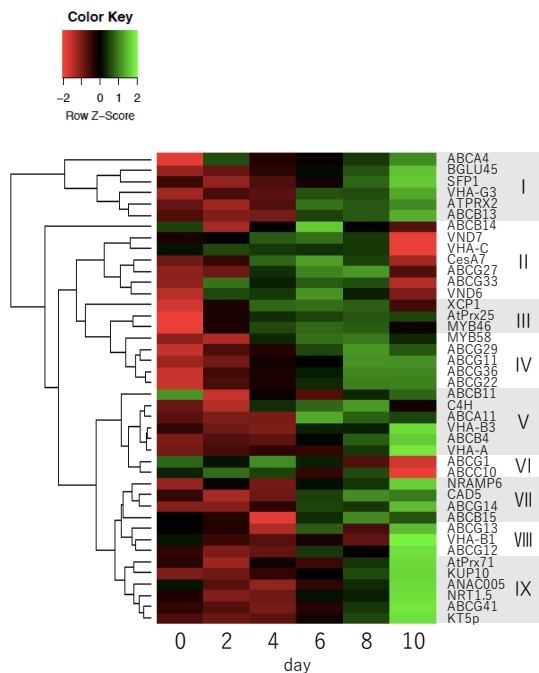 Color Key
−2 0 1 2
Row Z−Score
ABCA4
BGLU45
SFP1
VHA-G3
ATPRX2
ABCB13
I
ABCB14
VND7
VHA-C
CesA7
ABCG27
ABCG33
VND6
II
XCP1
AtPrx25
MYB46
III
MYB58
ABCG29
ABCG11
ABCG36
ABCG22
IV
ABCB11
C4H
ABCA11
VHA-B3
ABCB4
VHA-A
V
ABCG1
ABCC10
VI
NRAMP6
CAD5
ABCG14
ABCB15
VII
ABCG13
VHA-B1
ABCG12
VIII
AtPrx71
KUP10
ANAC005
NRT1.5
ABCG41
KT5p
IX
0 2 4 6 8 10
day